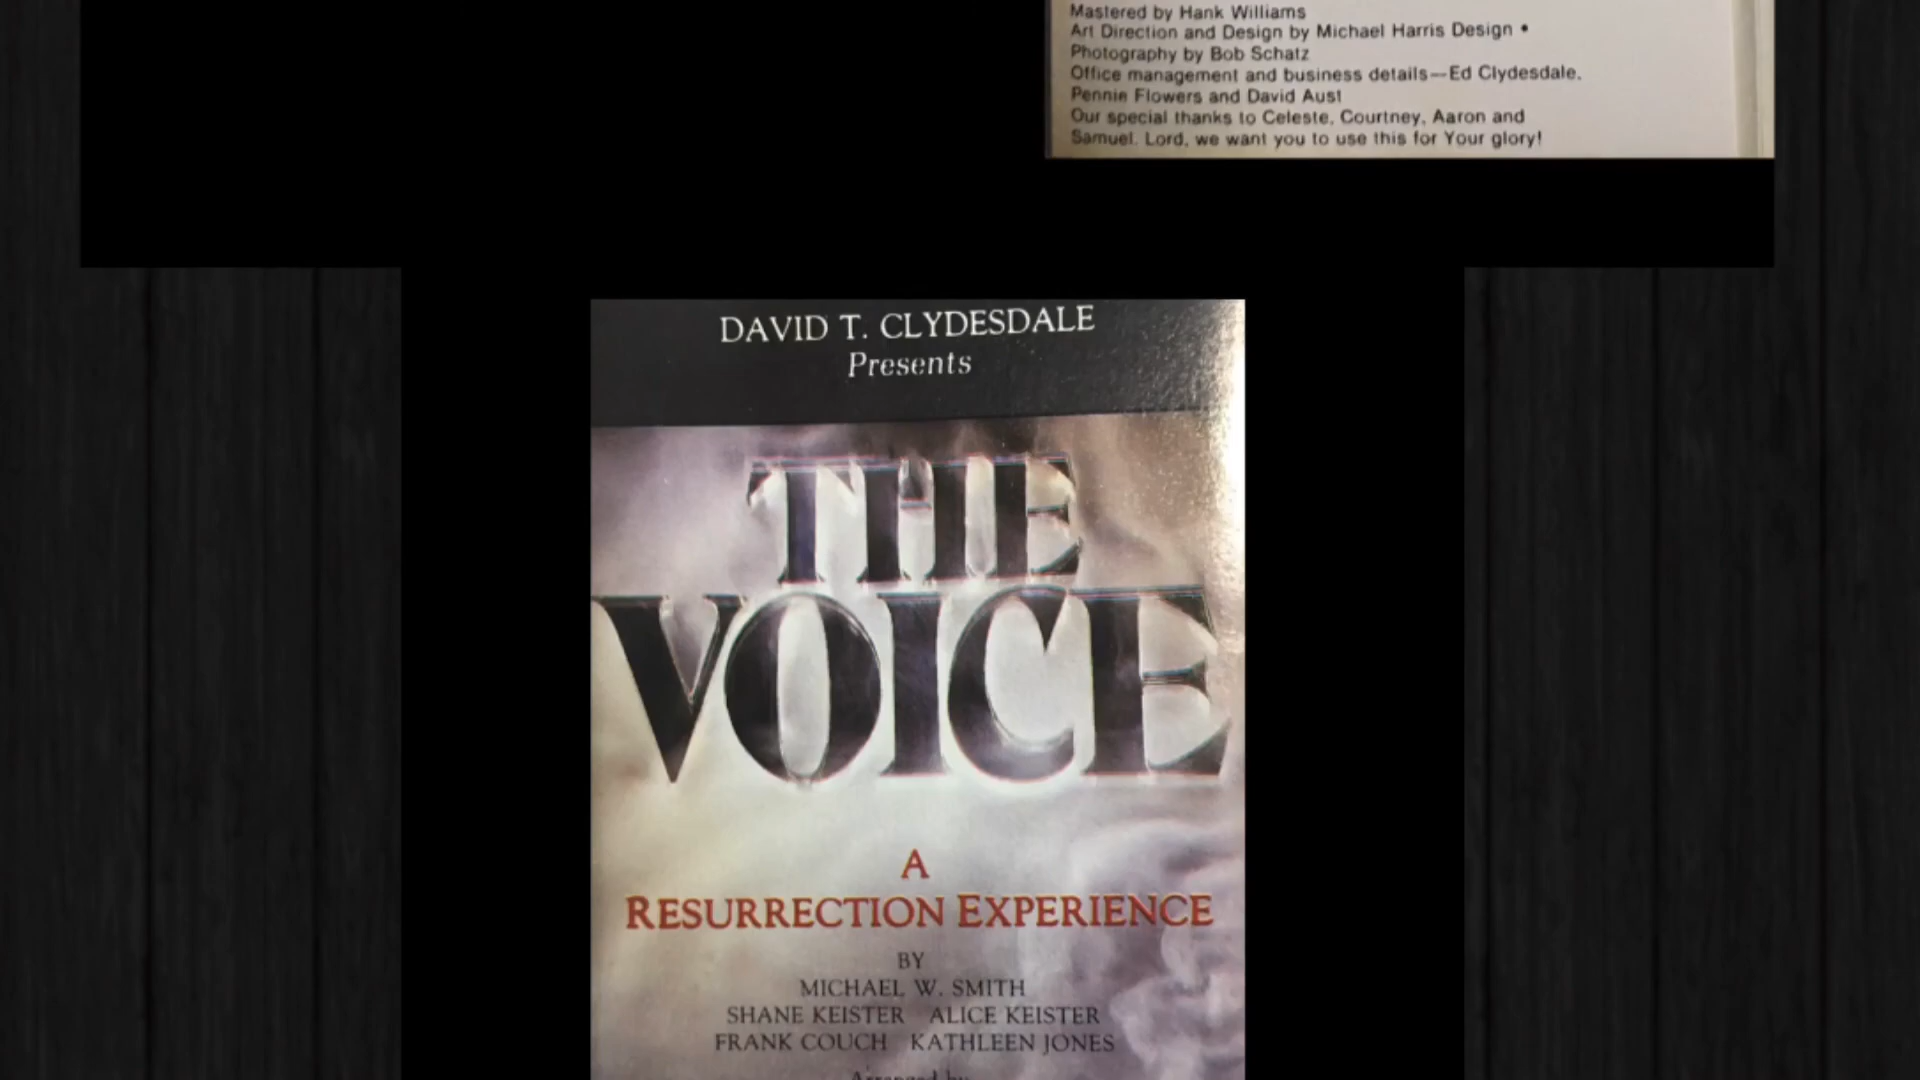 Mastered by Hank Williams
Art Direction and Design by Michael Harris Design •
Photography by Bob Schatz
Office management and business details—Ed Clydesdale,
Pennie Flowers and David Aust
Our special thanks to Celeste, Courtney, Aaron and
Samuel. Lord, we want you to use this for Your glory!
DAVID T. CLYDESDALE
Presents
THE
VOICE
A
RESURRECTION EXPERIENCE
BY
MICHAEL W. SMITH
SHANE KEISTER ALICE KEISTER
FRANK COUCH KATHLEEN JONES
Arranged by